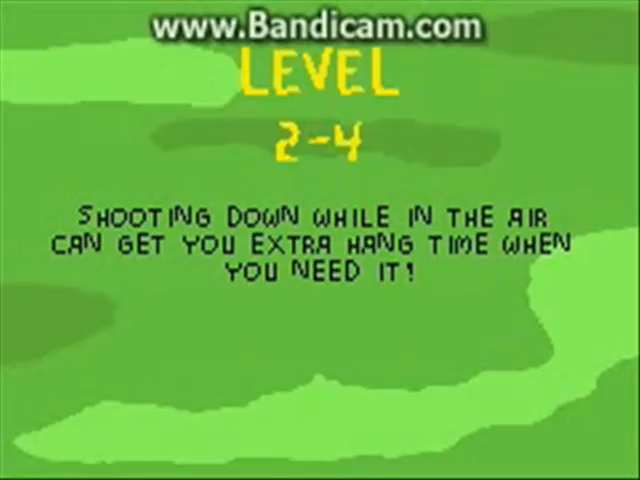 www.Bandicam.com
LEVEL
2-4
SHOOTING DOWN WHILE IN THE AIR
CAN GET YOU EXTRA HANG TIME WHEN
YOU NEED IT!